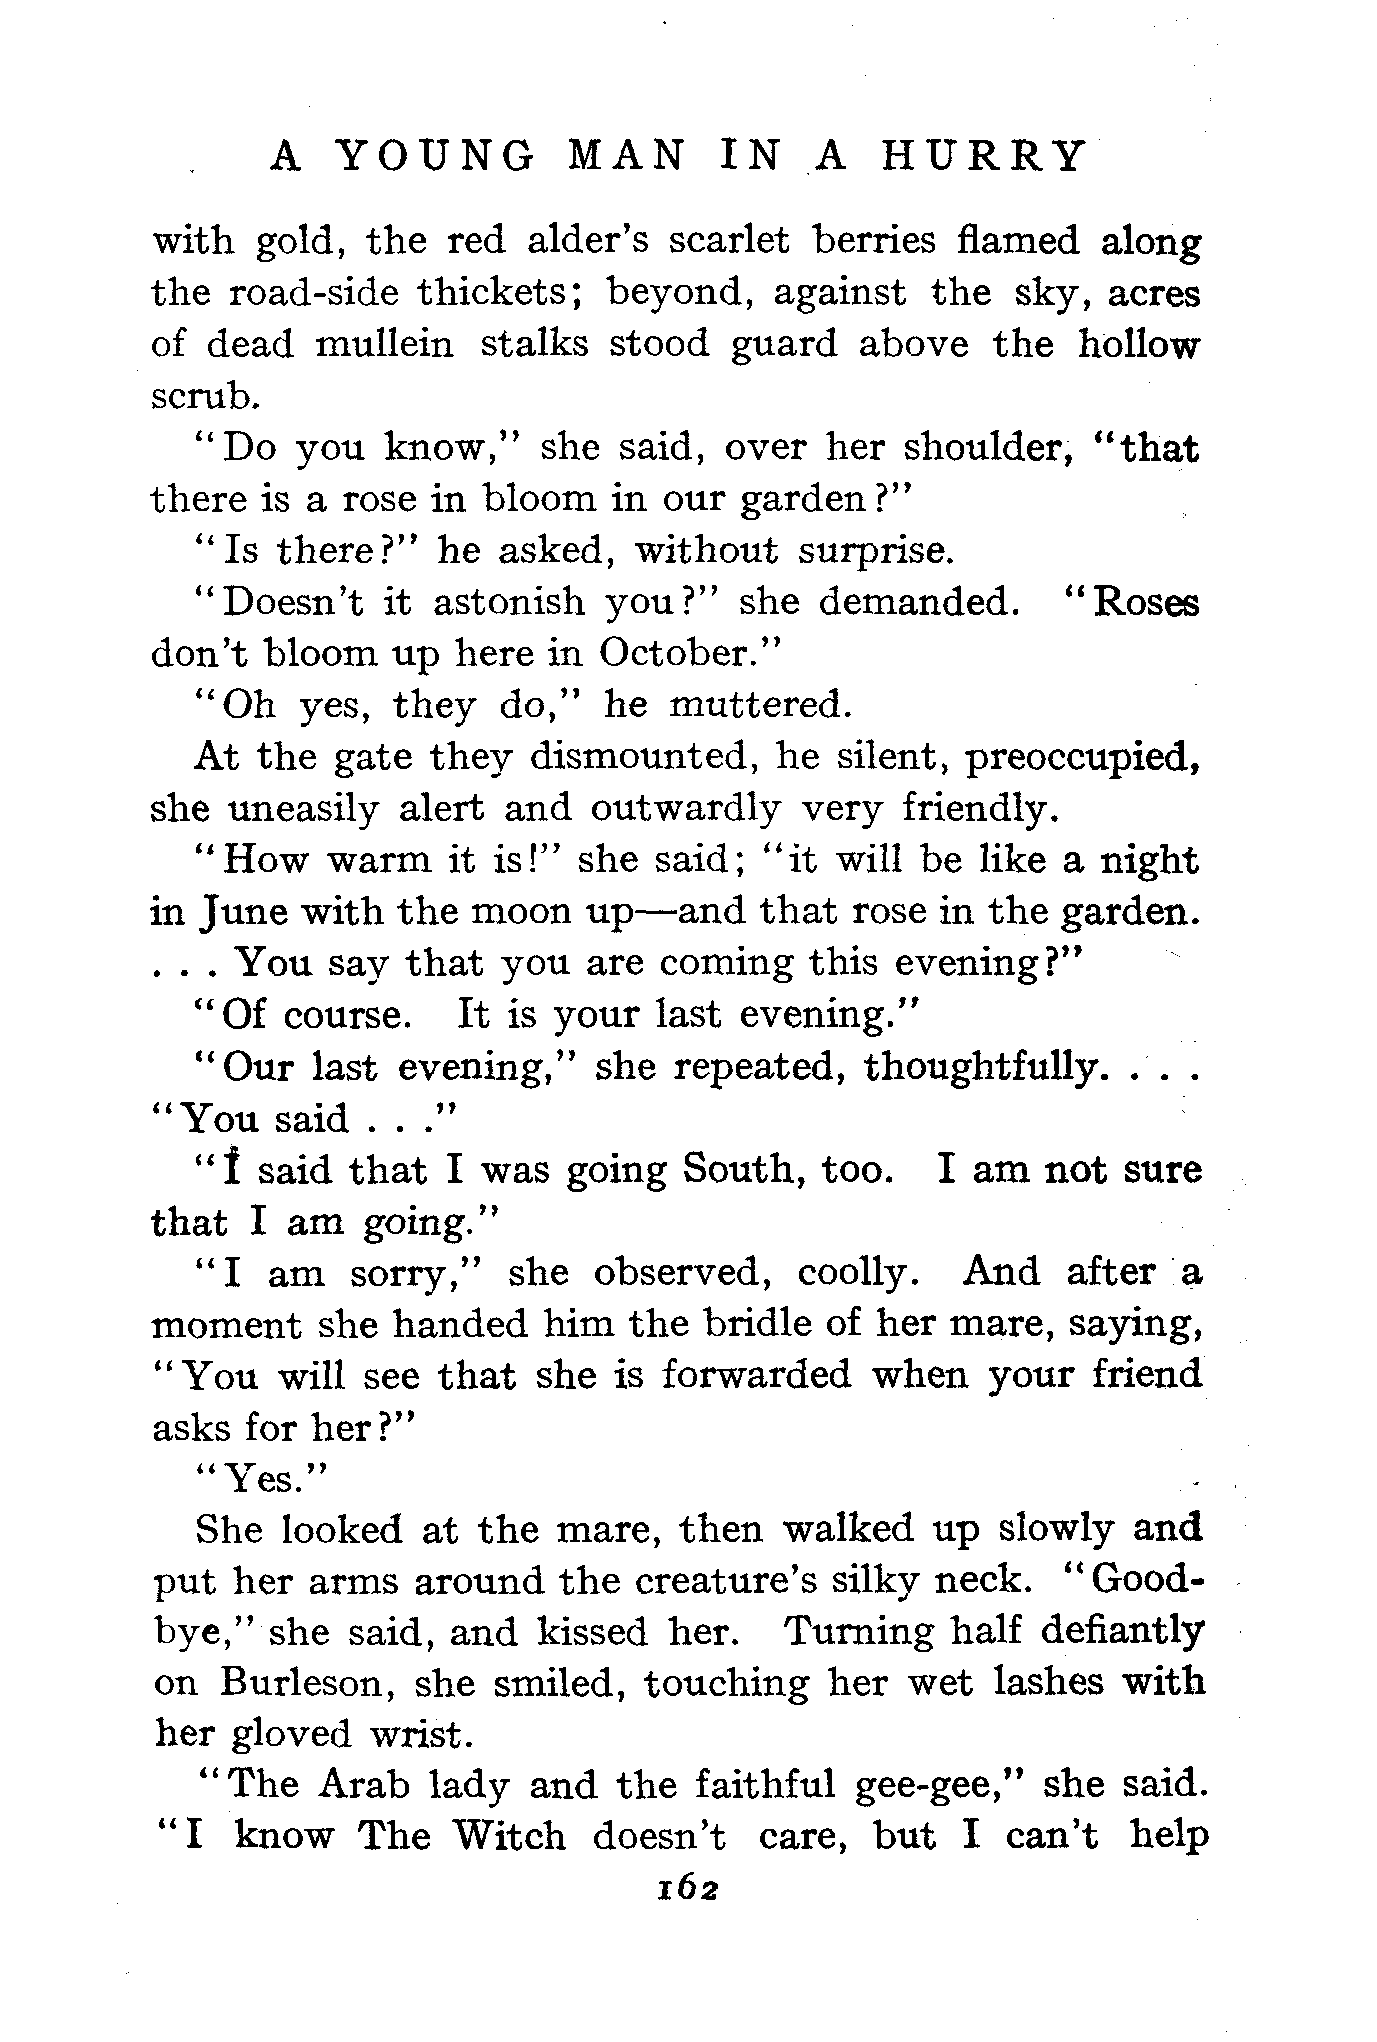 A YOUNG MAN IN A HURRY
with gold, the red alder's scarlet berries flamed along
the road-side thickets; beyond, against the sky, acres
of dead mullein stalks stood guard above the hollow
scrub.
"Do you know," she said, over her shoulder, "that
there is a rose in bloom in our garden?"
"Is there?" he asked, without surprise.
"Doesn't it astonish you?" she demanded. "Roses
don't bloom up here in October."
"Oh yes, they do," he muttered.
At the gate they dismounted, he silent, preoccupied,
she uneasily alert and outwardly very friendly.
"How warm it is!" she said; "it will be like a night
in June with the moon up—and that rose in the garden.
. . . You say that you are coming this evening?"
"Of course. It is your last evening."
"Our last evening," she repeated, thoughtfully. . . .
"You said . . ."
"I said that I was going South, too. I am not sure
that I am going."
"I am sorry," she observed, coolly. And after a
moment she handed him the bridle of her mare, saying,
"You will see that she is forwarded when your friend
asks for her?"
"Yes."
She looked at the mare, then walked up slowly and
put her arms around the creature's silky neck. "Good-
bye," she said, and kissed her. Turning half defiantly
on Burleson, she smiled, touching her wet lashes with
her gloved wrist.
"The Arab lady and the faithful gee-gee," she said.
"I know The Witch doesn't care, but I can't help
162